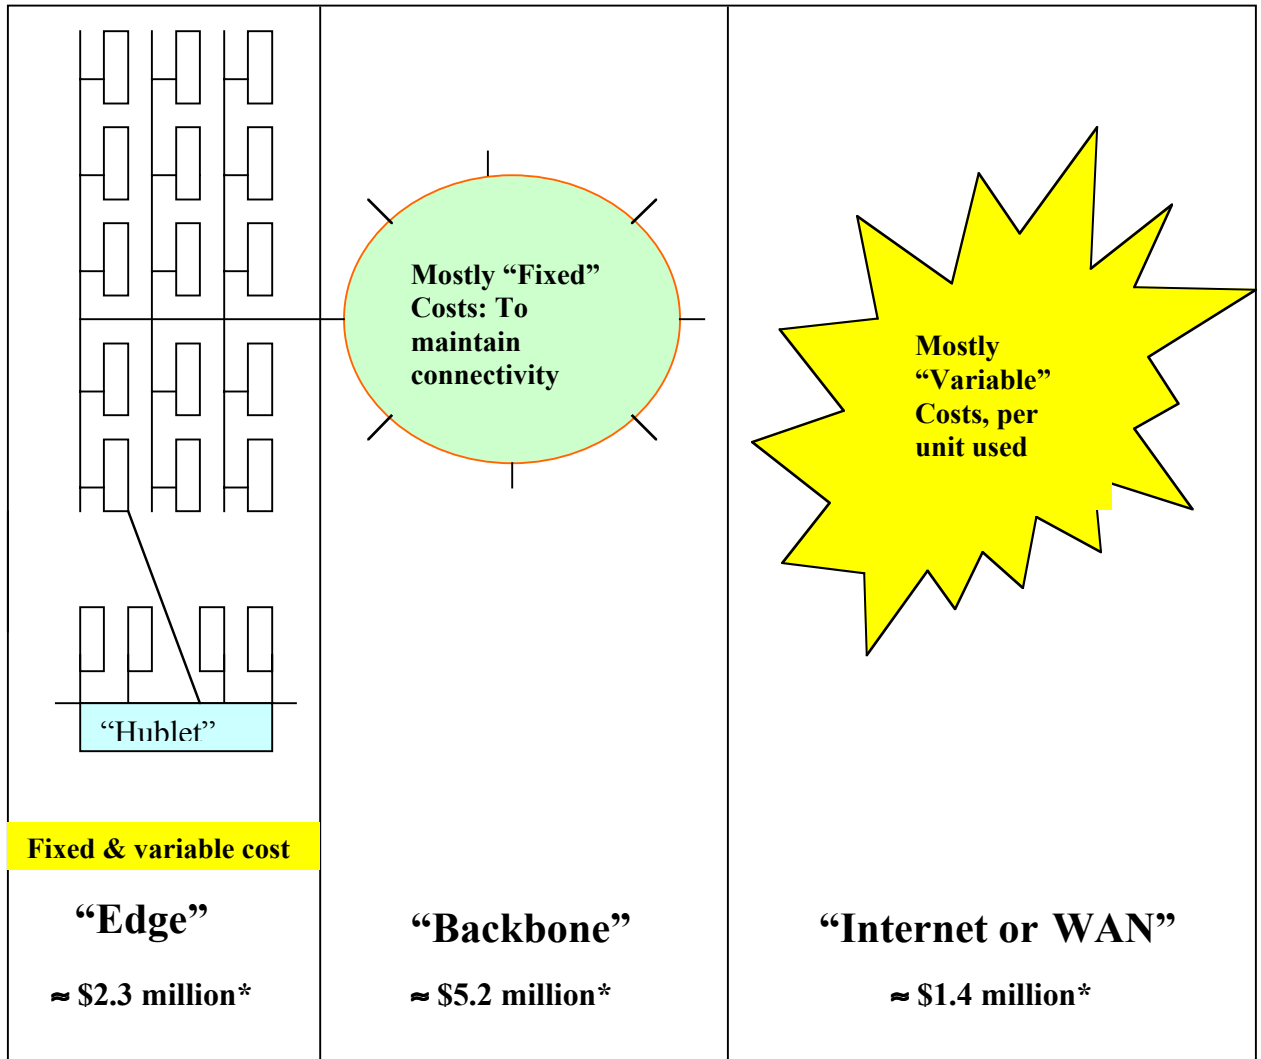 Mostly “Fixed”
Costs: To
maintain
connectivity
Mostly
“Variable”
Costs, per
unit used
“Hublet”
Fixed & variable cost
“Edge”
“Backbone”
“Internet or WAN”
≈ $2.3 million*
≈ $5.2 million*
≈ $1.4 million*